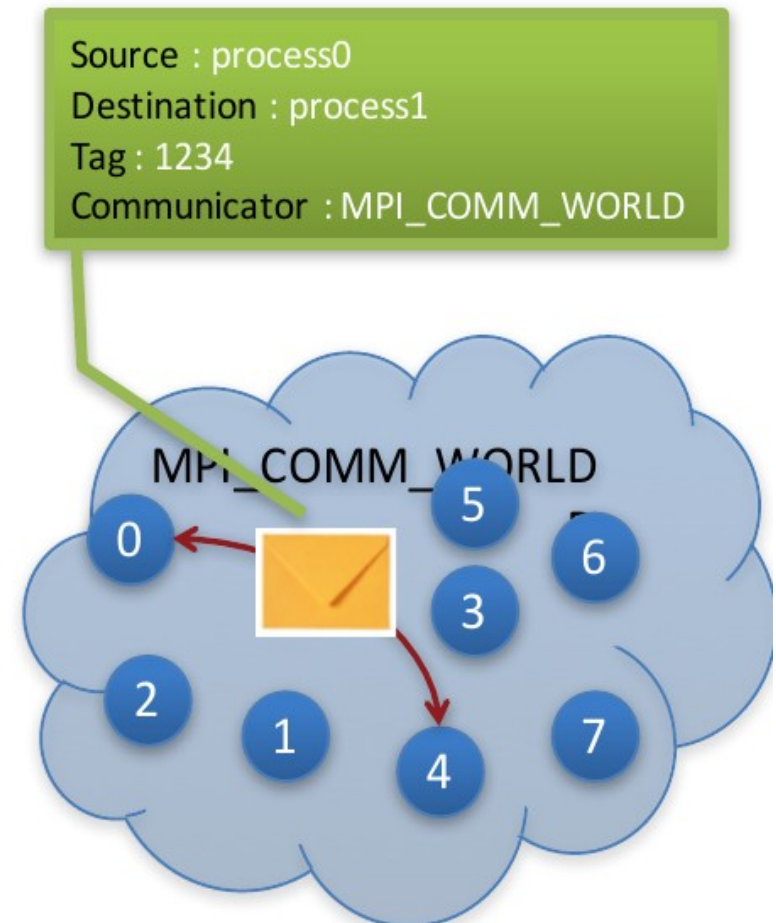 Source : process0
Destination : process1
Tag : 1234
Communicator : MPI_COMM_WORLD
MPI_COMM_WORLD
5
0
6
3
2
1
7
4